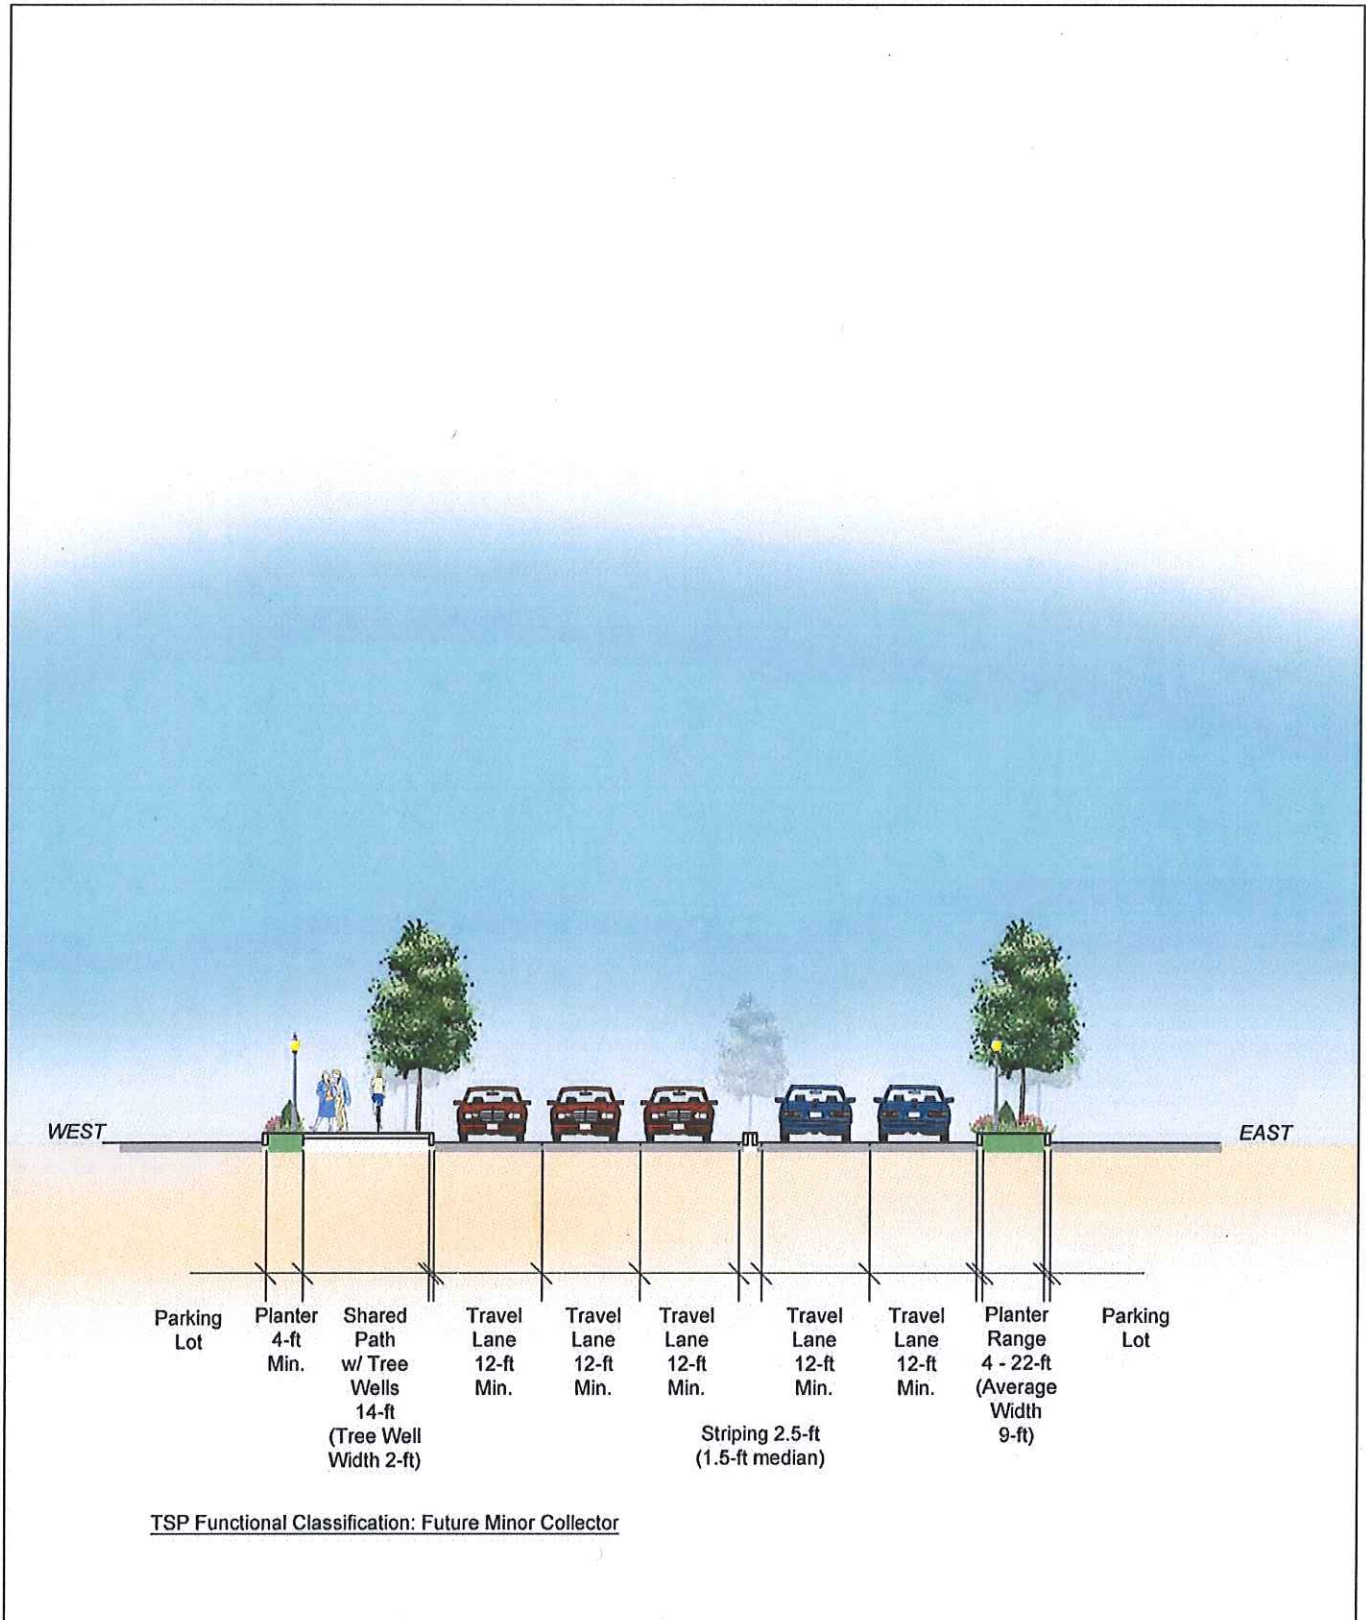 WEST
EAST
Parking
Lot
Planter
4-ft
Min.
Shared
Path
w/ Tree
Wells
14-ft
(Tree Well
Width 2-ft)
Travel
Lane
12-ft
Min.
Travel
Lane
12-ft
Min.
Travel
Lane
12-ft
Min.
Striping 2.5-ft
(1.5-ft median)
Travel
Lane
12-ft
Min.
Travel
Lane
12-ft
Min.
Planter
Range
4 - 22-ft
(Average
Width
9-ft)
Parking
Lot
TSP Functional Classification: Future Minor Collector